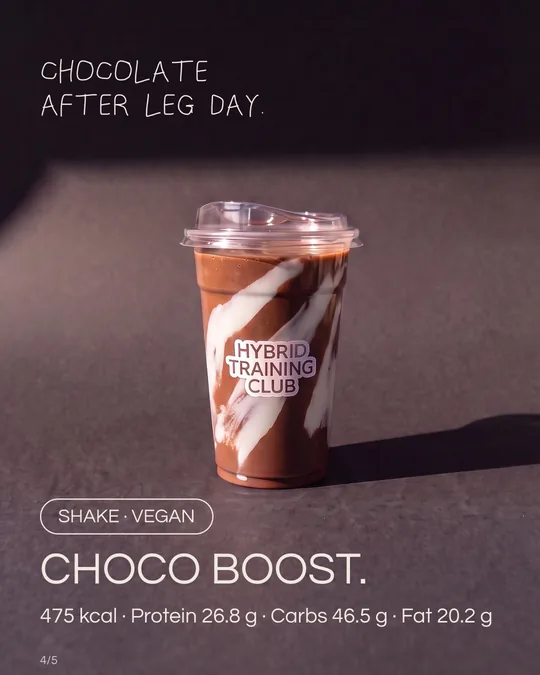 CHOCOLATE
AFTER LEG DAY.
HYBRID
TRAINING
CLUB
SHAKE · VEGAN
CHOCO BOOST.
475 kcal · Protein 26.8 g · Carbs 46.5 g · Fat 20.2 g
4/5